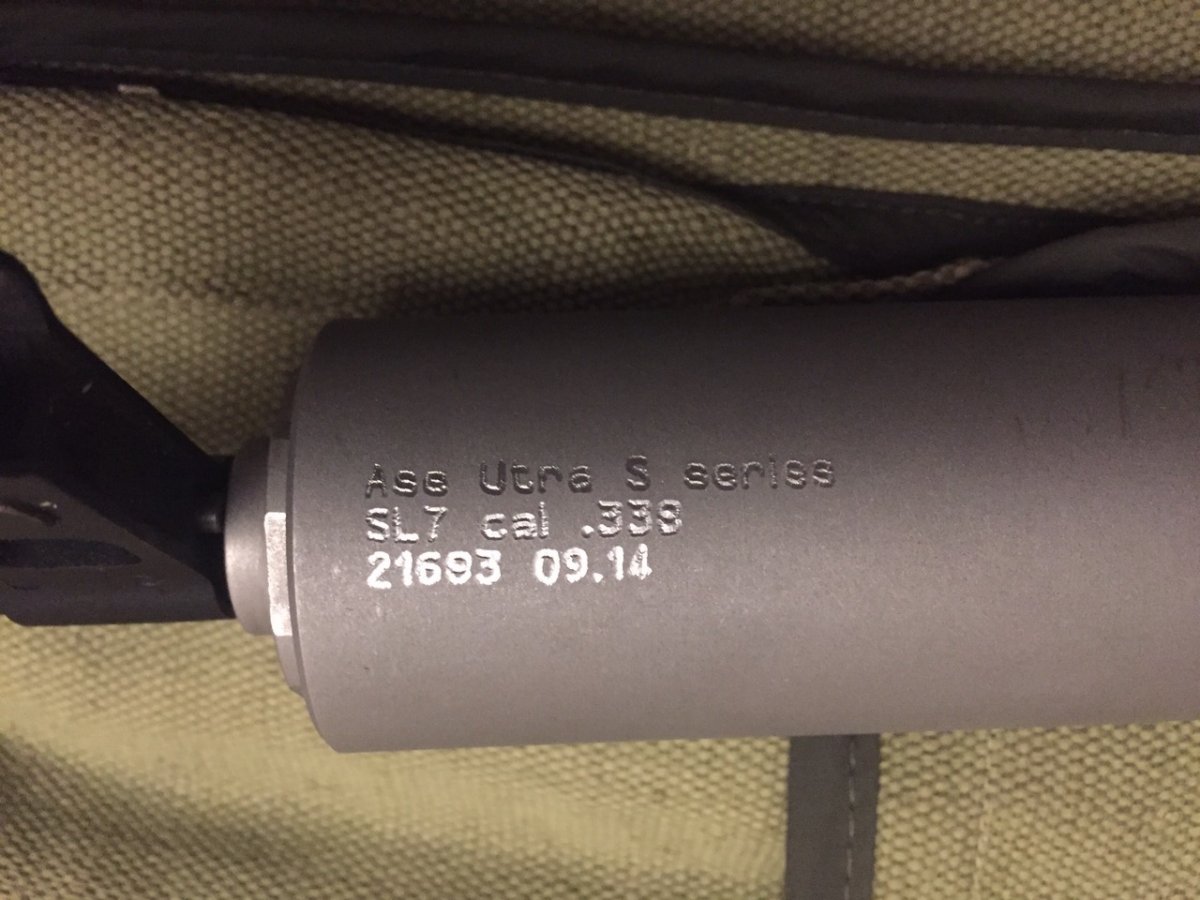 Ase Utra S series
SL7 cal .338
21693 09.14